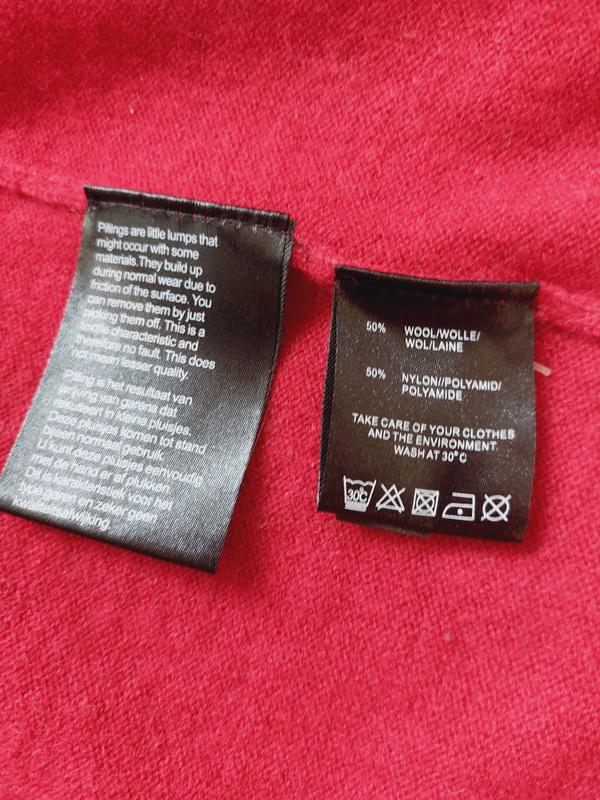 Pillings are little lumps that
might occur with some
materials.They build up
during normal wear due to
friction of the surface. You
can remove them by just
picking them off. This is a
textile characteristic and
therefore no fault. This does
not mean lesser quality.
Pilling is het resultaat van
wrijving van garens dat
resulteert in kleine pluisjes.
Deze pluisjes komen tot stand
binnen normaal gebruik.
U kunt deze pillsjes eenvoudig
met de hand er af plukken.
Dit is karakteristiek voor het
type garen en zeker geen
kwaliteitsafwijking.
50% WOOL/WOLLE/
WOL/LAINE
50% NYLON//POLYAMID/
POLYAMIDE
TAKE CARE OF YOUR CLOTHES
AND THE ENVIRONMENT
WASH AT 30°C
30°C